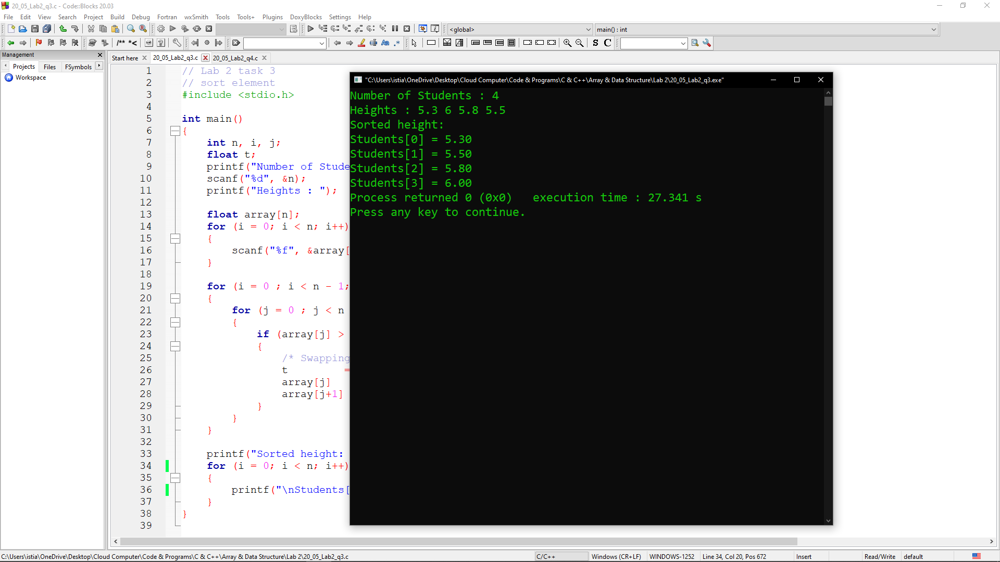 20_05_Lab2_q3.c - Code::Blocks 20.03
File Edit View Search Project Build Debug Fortran wxSmith Tools Tools+ Plugins DoxyBlocks Settings Help
<global> main() : int
/** *< Aa .* S C
Management
Projects Files FSymbols
Workspace
Start here 20_05_Lab2_q3.c 20_05_Lab2_q4.c
1 // Lab 2 task 3
2 // sort element
3 #include <stdio.h>
4
5 int main()
6 {
7 int n, i, j;
8 float t;
9 printf("Number of Stude
10 scanf("%d", &n);
11 printf("Heights : ");
12
13 float array[n];
14 for (i = 0; i < n; i++)
15 {
16 scanf("%f", &array[
17 }
18
19 for (i = 0 ; i < n - 1;
20 {
21 for (j = 0 ; j < n
22 {
23 if (array[j] >
24 {
25 /* Swapping
26 t =
27 array[j]
28 array[j+1]
29 }
30 }
31 }
32
33 printf("Sorted height:
34 for (i = 0; i < n; i++)
35 {
36 printf("\nStudents[
37 }
38 }
39
"C:\Users\istia\OneDrive\Desktop\Cloud Computer\Code & Programs\C & C++\Array & Data Structure\Lab 2\20_05_Lab2_q3.exe"
Number of Students : 4
Heights : 5.3 6 5.8 5.5
Sorted height:
Students[0] = 5.30
Students[1] = 5.50
Students[2] = 5.80
Students[3] = 6.00
Process returned 0 (0x0) execution time : 27.341 s
Press any key to continue.
C:\Users\istia\OneDrive\Desktop\Cloud Computer\Code & Programs\C & C++\Array & Data Structure\Lab 2\20_05_Lab2_q3.c C/C++ Windows (CR+LF) WINDOWS-1252 Line 34, Col 20, Pos 672 Insert Read/Write default